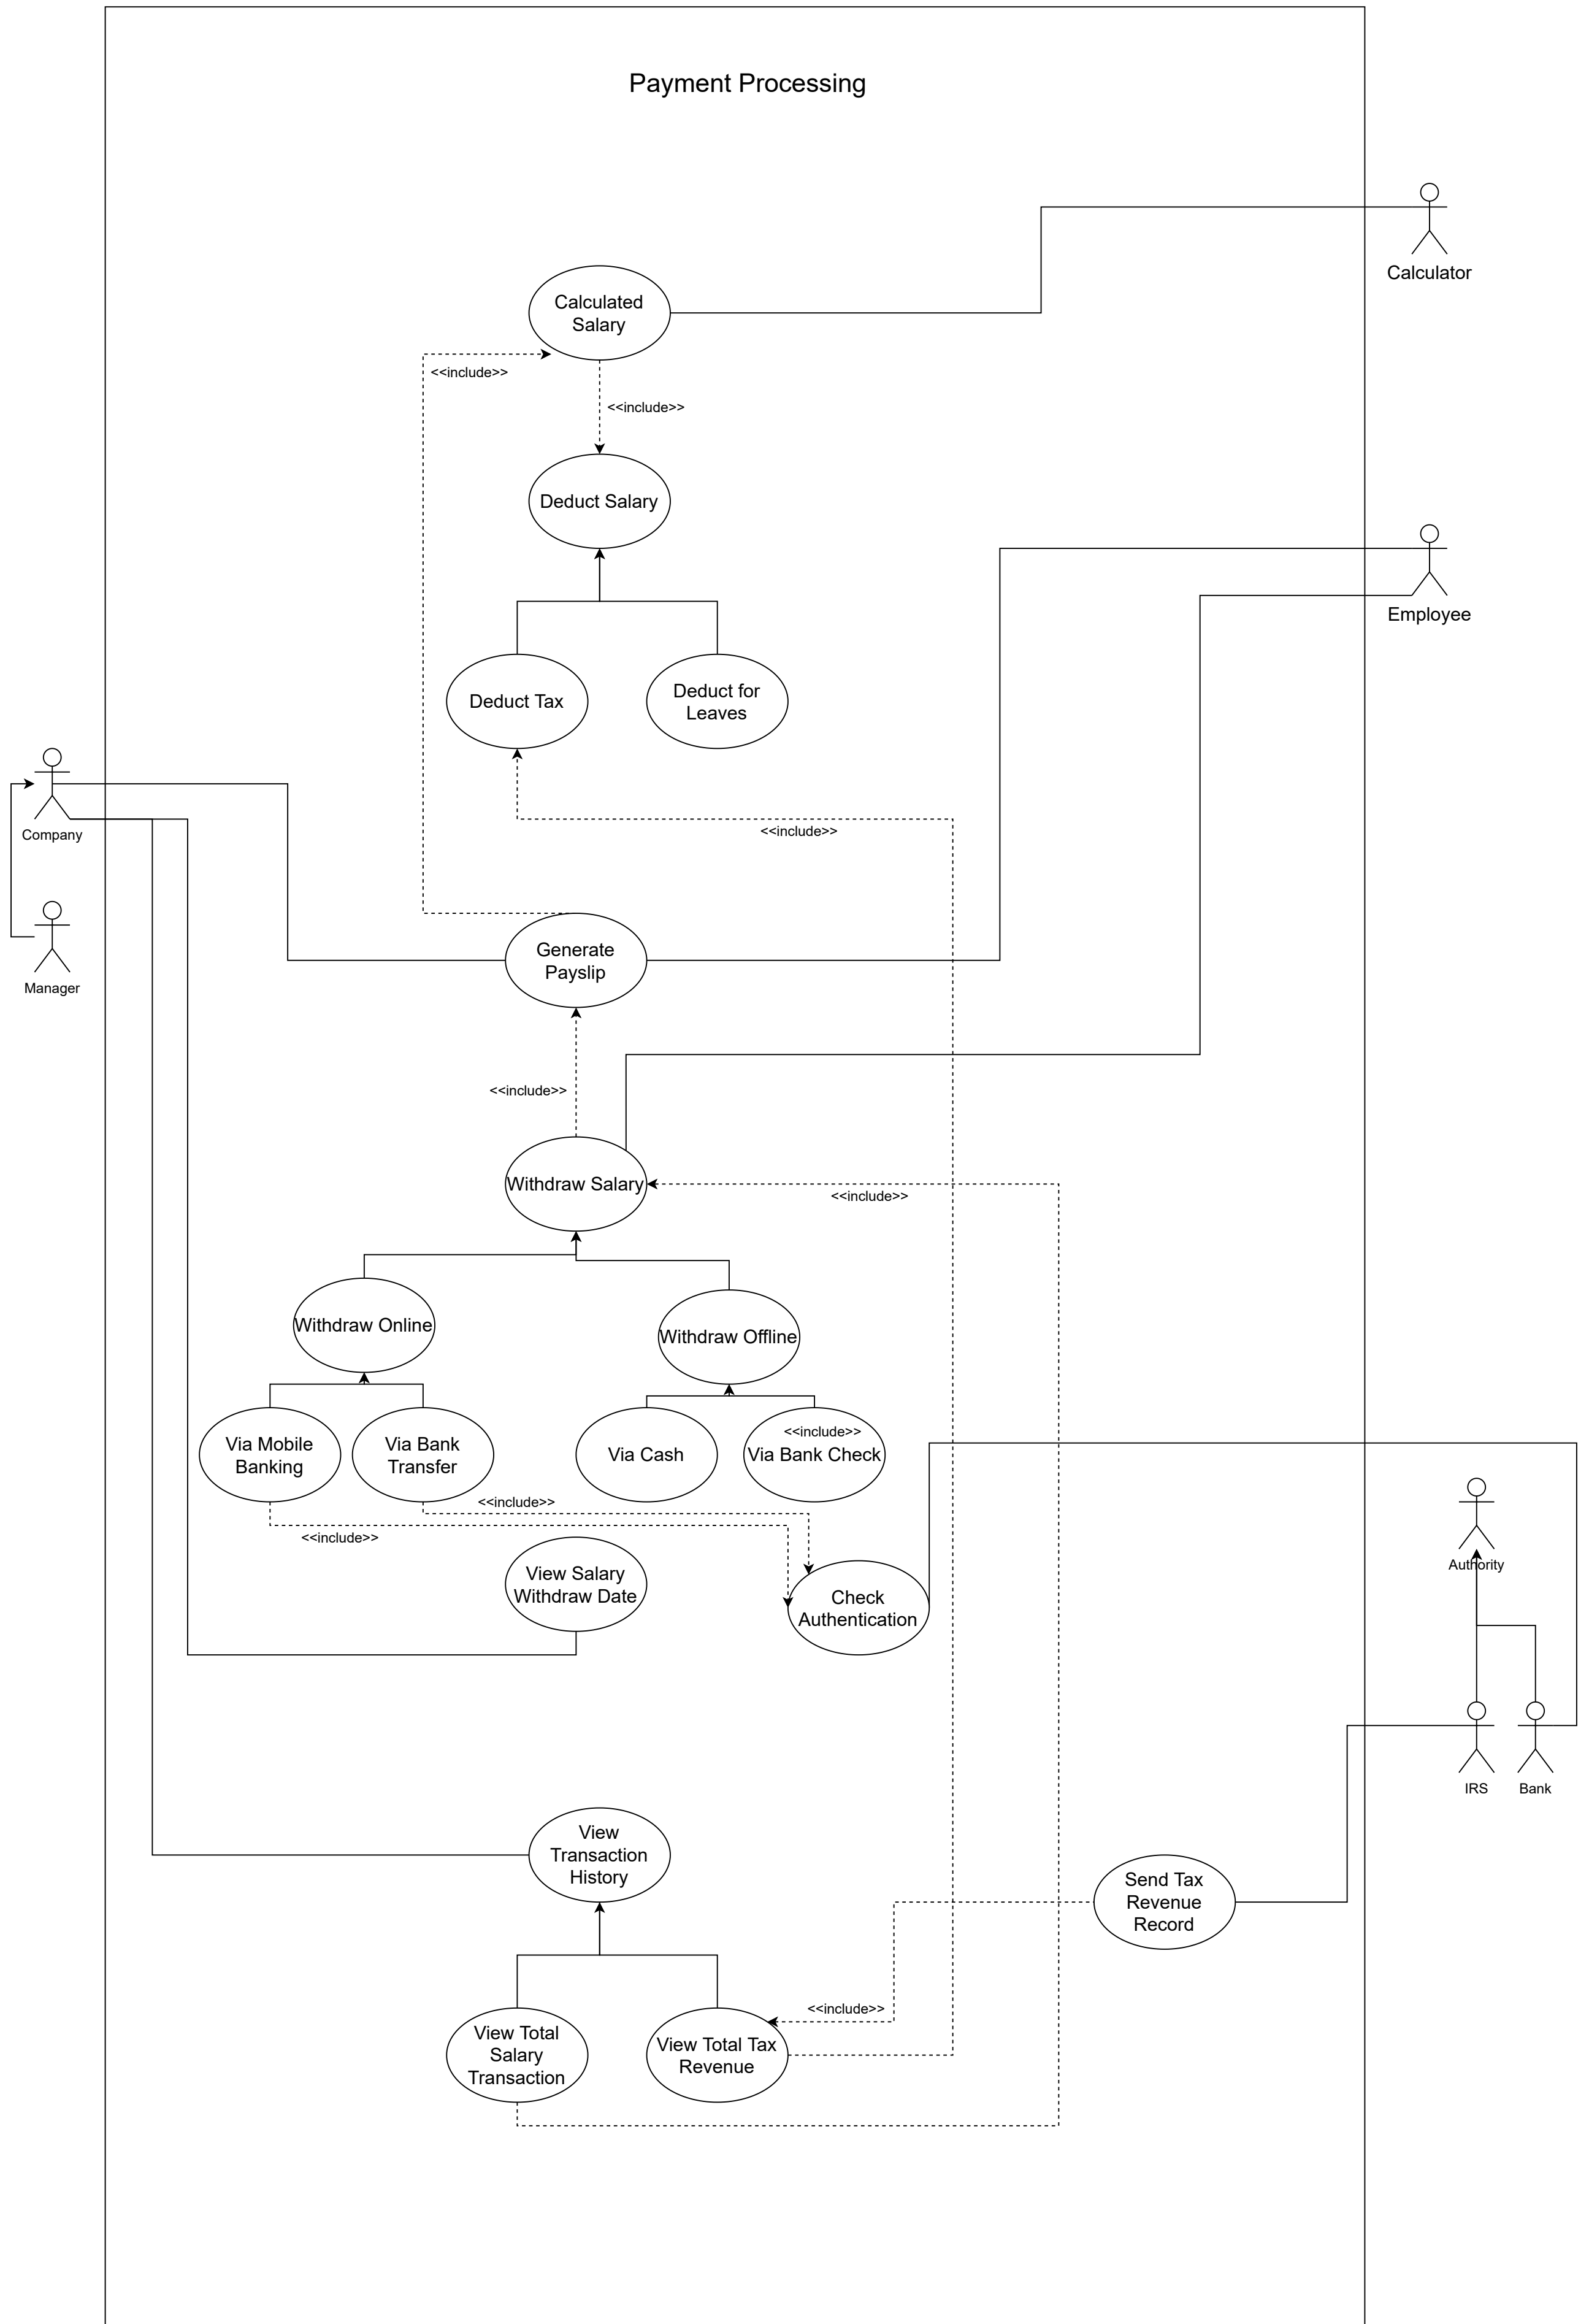 Payment Processing
Calculator
Calculated
Salary
<<include>>
<<include>>
Deduct Salary
Employee
Deduct Tax
Deduct for
Leaves
Company
<<include>>
Generate
Payslip
Manager
<<include>>
Withdraw Salary
<<include>>
Withdraw Online
Withdraw Offline
Via Mobile
Banking
Via Bank
Transfer
Via Cash
<<include>>
Via Bank Check
<<include>>
<<include>>
View Salary
Withdraw Date
Check
Authentication
Authority
IRS
Bank
View
Transaction
History
Send Tax
Revenue
Record
<<include>>
View Total
Salary
Transaction
View Total Tax
Revenue